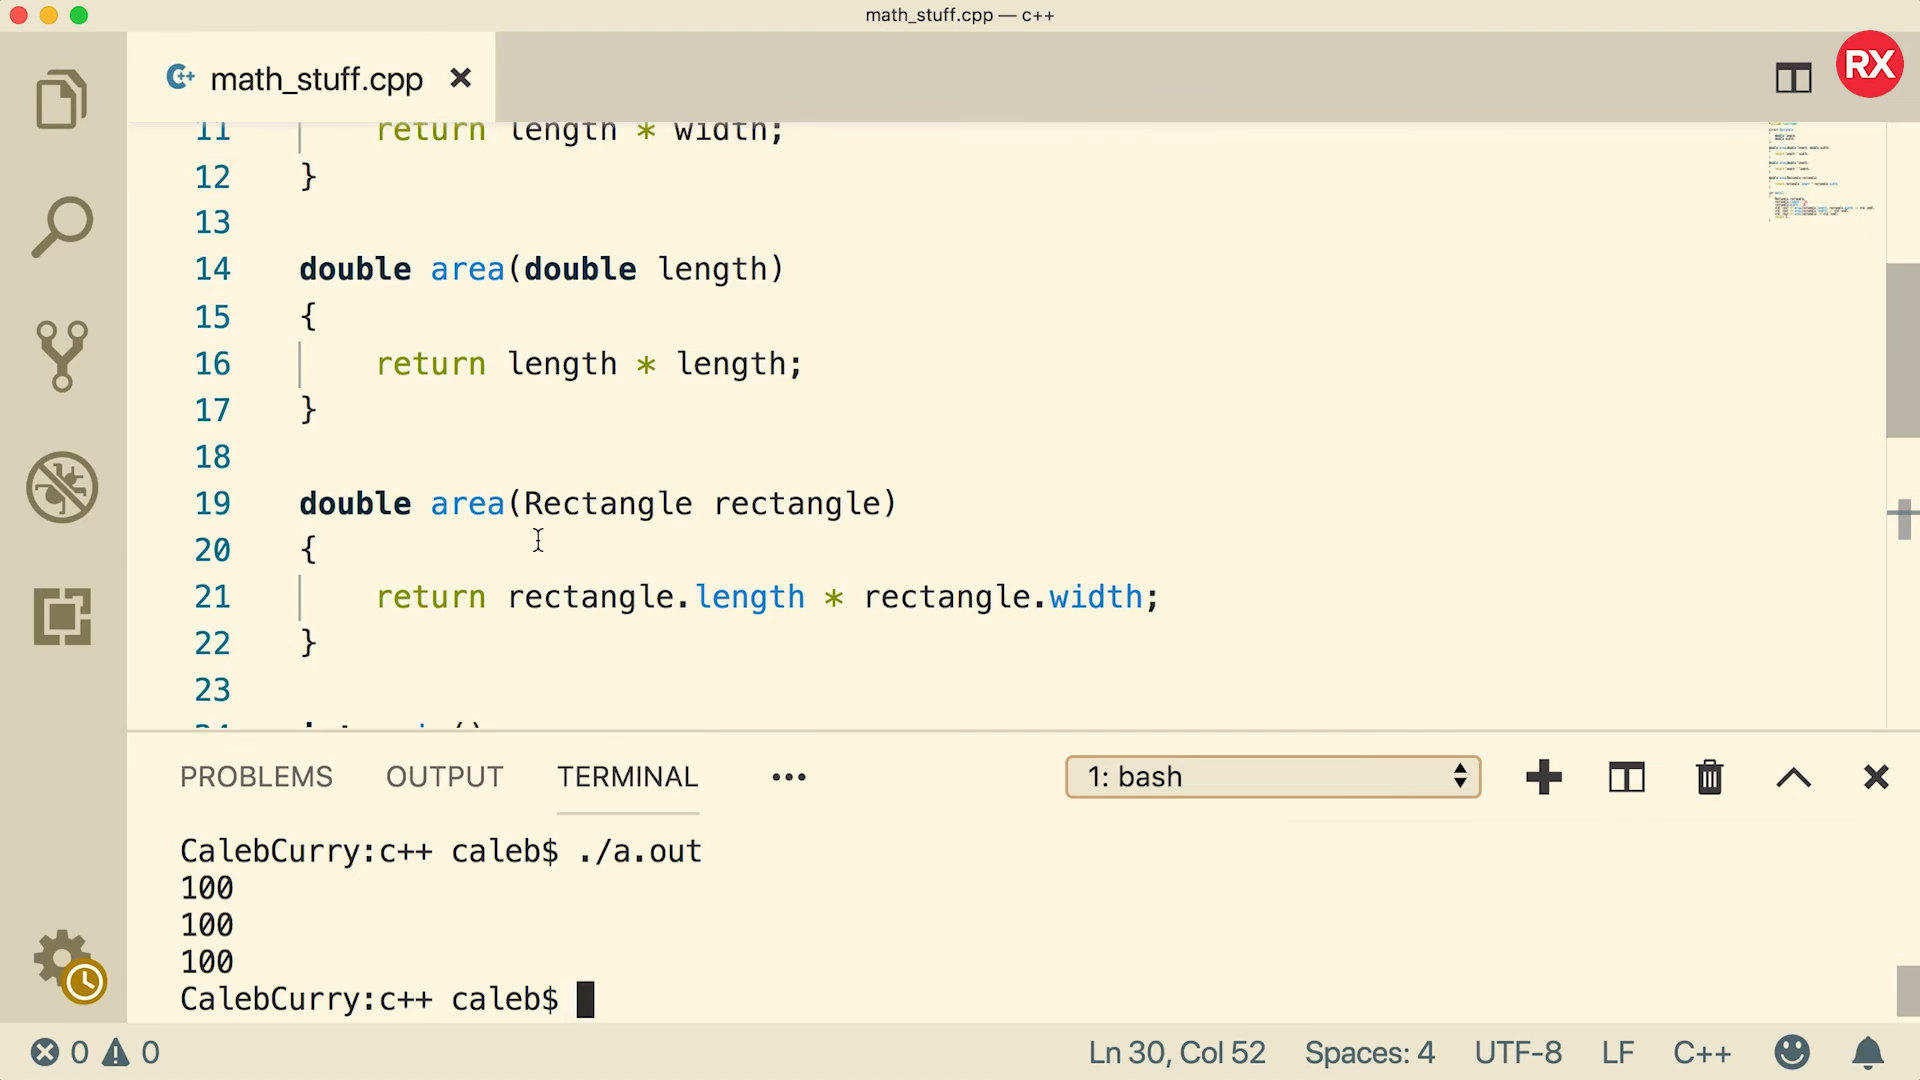 math_stuff.cpp — c++
math_stuff.cpp
RX
11 return length * width;
12 }
13
14 double area(double length)
15 {
16 return length * length;
17 }
18
19 double area(Rectangle rectangle)
20 {
21 return rectangle.length * rectangle.width;
22 }
23
PROBLEMS OUTPUT TERMINAL ••• 1: bash
CalebCurry:c++ caleb$ ./a.out
100
100
100
CalebCurry:c++ caleb$
0 0 Ln 30, Col 52 Spaces: 4 UTF-8 LF C++